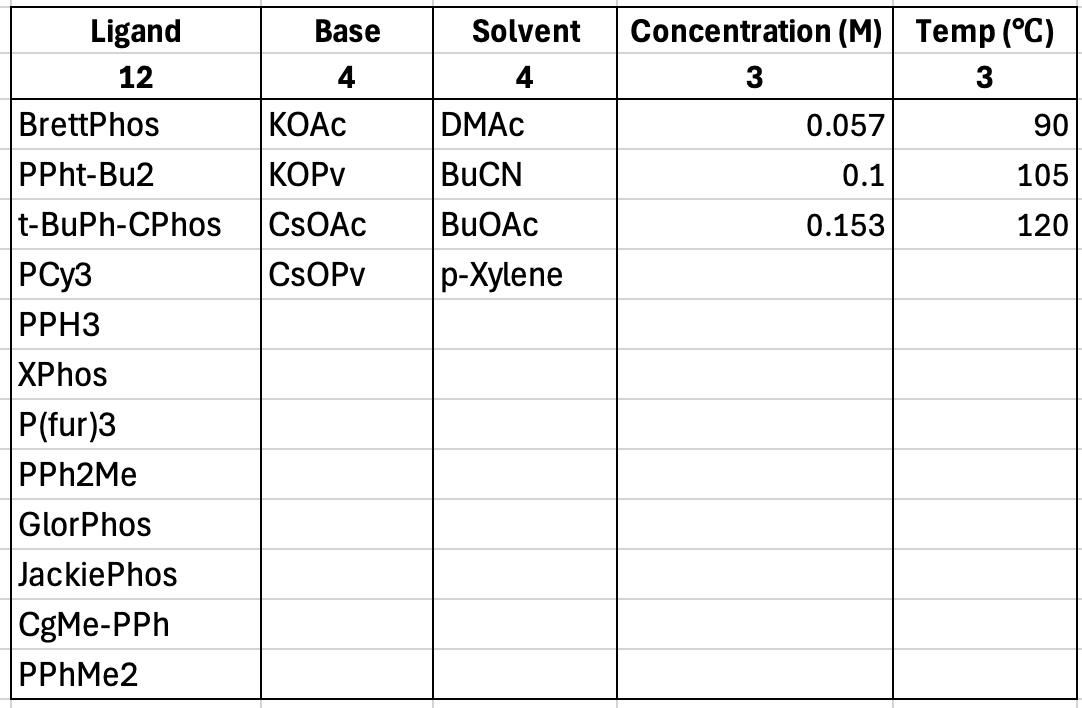 Ligand Base Solvent Concentration (M) Temp (℃)
12 4 4 3 3
BrettPhos KOAc DMAc 0.057 90
PPht-Bu2 KOPv BuCN 0.1 105
t-BuPh-CPhos CsOAc BuOAc 0.153 120
PCy3 CsOPv p-Xylene
PPH3
XPhos
P(fur)3
PPh2Me
GlorPhos
JackiePhos
CgMe-PPh
PPhMe2